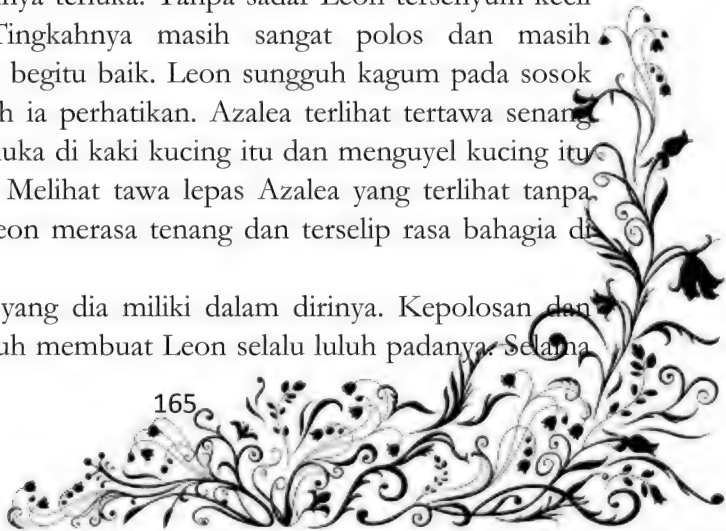 nya terluka. Tanpa sadar Leon tersenyum kecil
Tingkahnya masih sangat polos dan masih
begitu baik. Leon sungguh kagum pada sosok
h ia perhatikan. Azalea terlihat tertawa senang
uka di kaki kucing itu dan menguyel kucing itu
Melihat tawa lepas Azalea yang terlihat tanpa
eon merasa tenang dan terselip rasa bahagia di
yang dia miliki dalam dirinya. Kepolosan dan
uh membuat Leon selalu luluh padanya. Selama
165